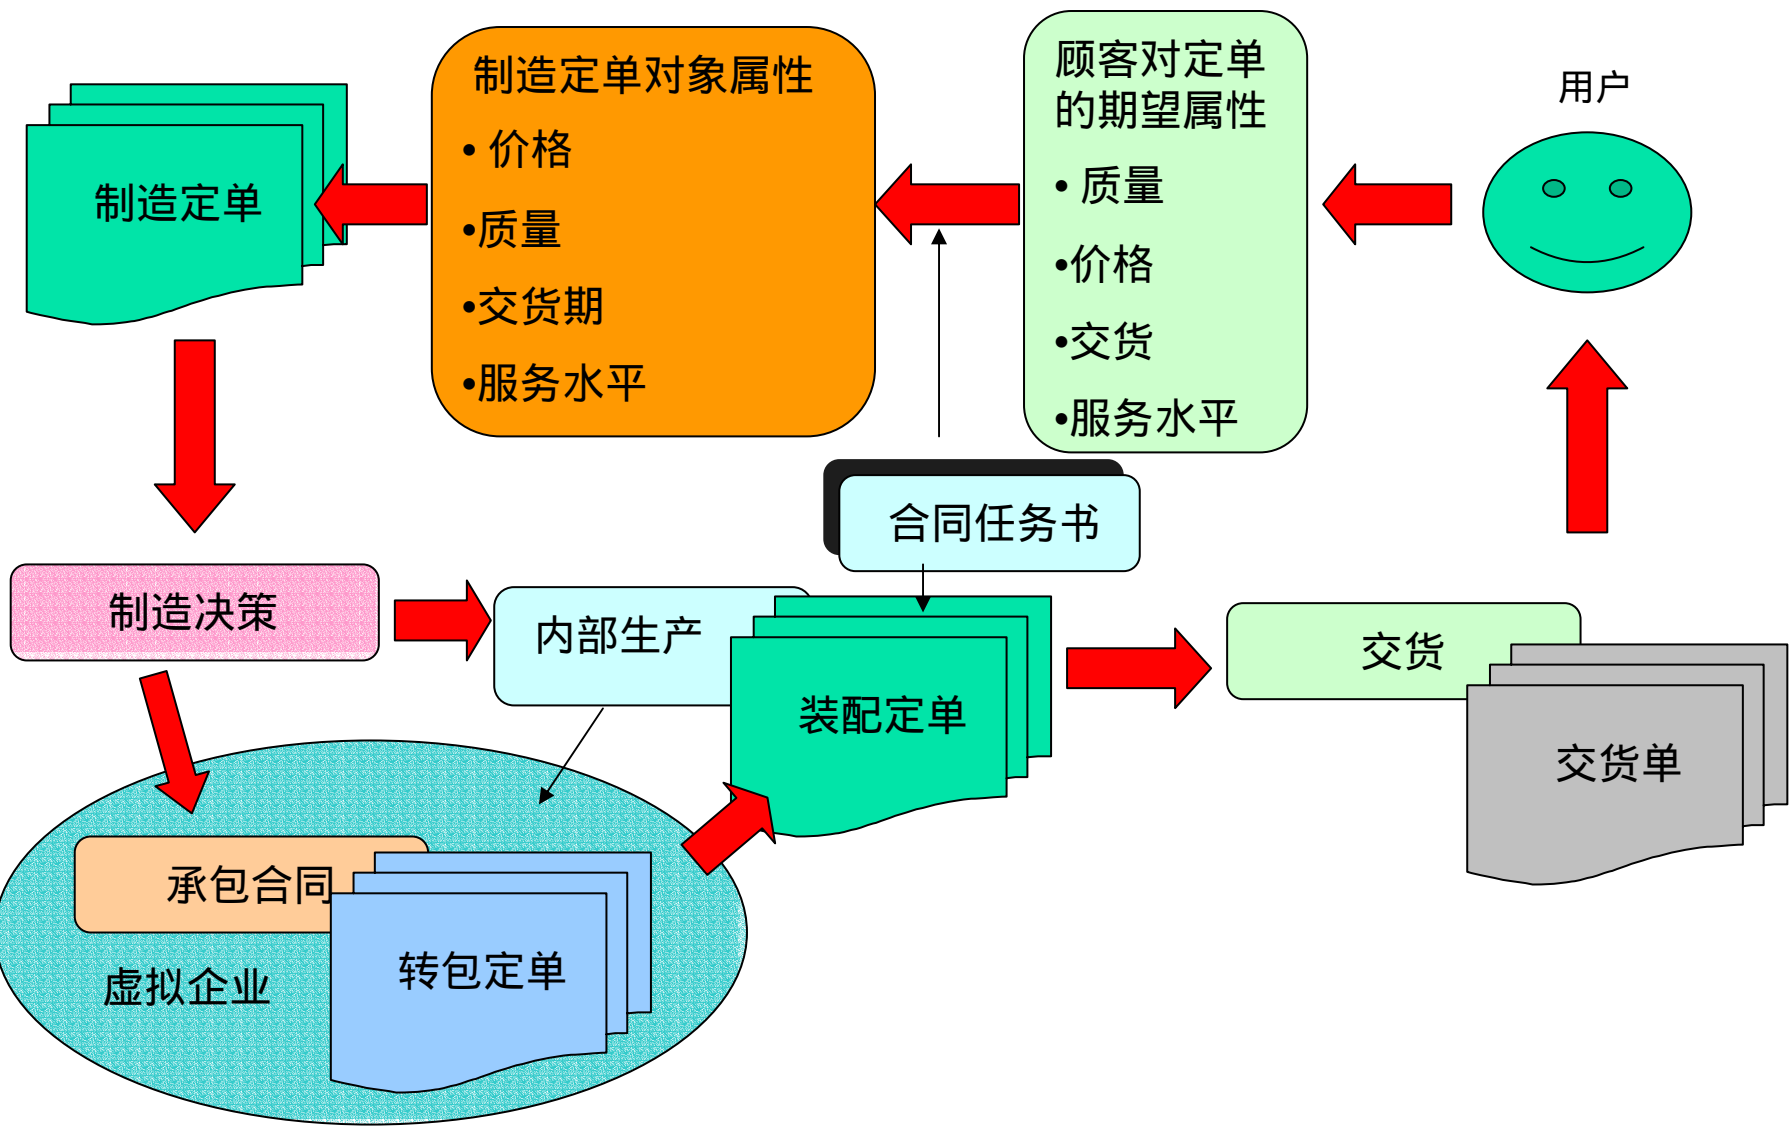 用户
顾客对定单
的期望属性
• 质量
•价格
•交货
•服务水平
制造定单对象属性
• 价格
•质量
•交货期
•服务水平
制造定单
合同任务书
制造决策
内部生产
装配定单
交货
交货单
承包合同
转包定单
虚拟企业